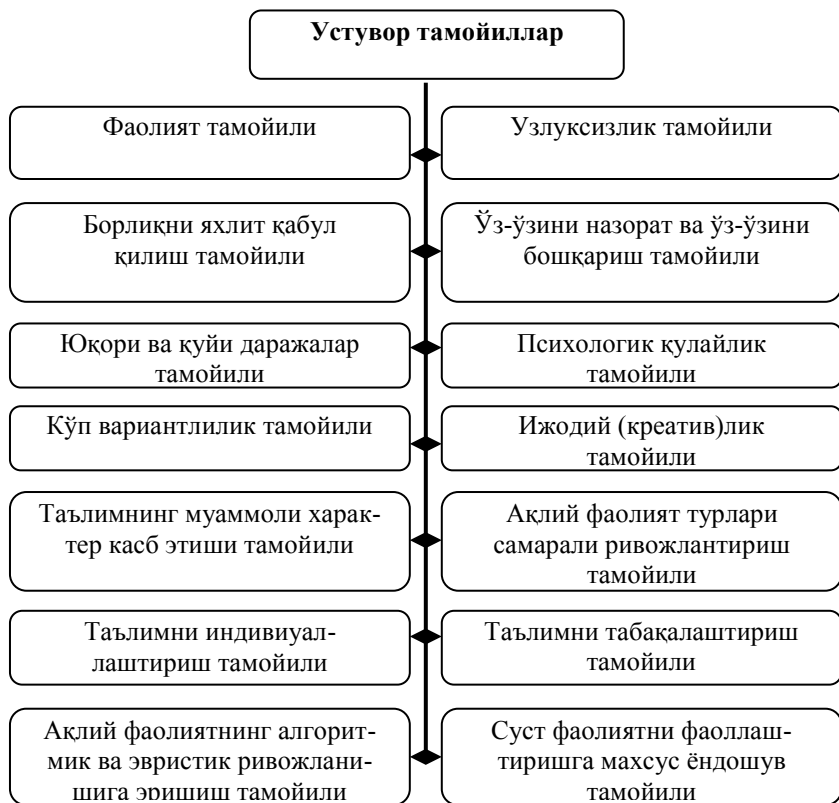 Устувор тамойиллар
Фаолият тамойили
Узлуксизлик тамойили
Борлиқни яхлит қабул
қилиш тамойили
Ўз-ўзини назорат ва ўз-ўзини
бошқариш тамойили
Юқори ва қуйи даражалар
тамойили
Психологик қулайлик
тамойили
Кўп вариантлилик тамойили
Ижодий (креатив)лик
тамойили
Таълимнинг муаммоли харак-
тер касб этиши тамойили
Ақлий фаолият турлари
самарали ривожлантириш
тамойили
Таълимни индивиуал-
лаштириш тамойили
Таълимни табақалаштириш
тамойили
Ақлий фаолиятнинг алгорит-
мик ва эвристик ривожлани-
шига эришиш тамойили
Суст фаолиятни фаоллаш-
тиришга махсус ёндошув
тамойили